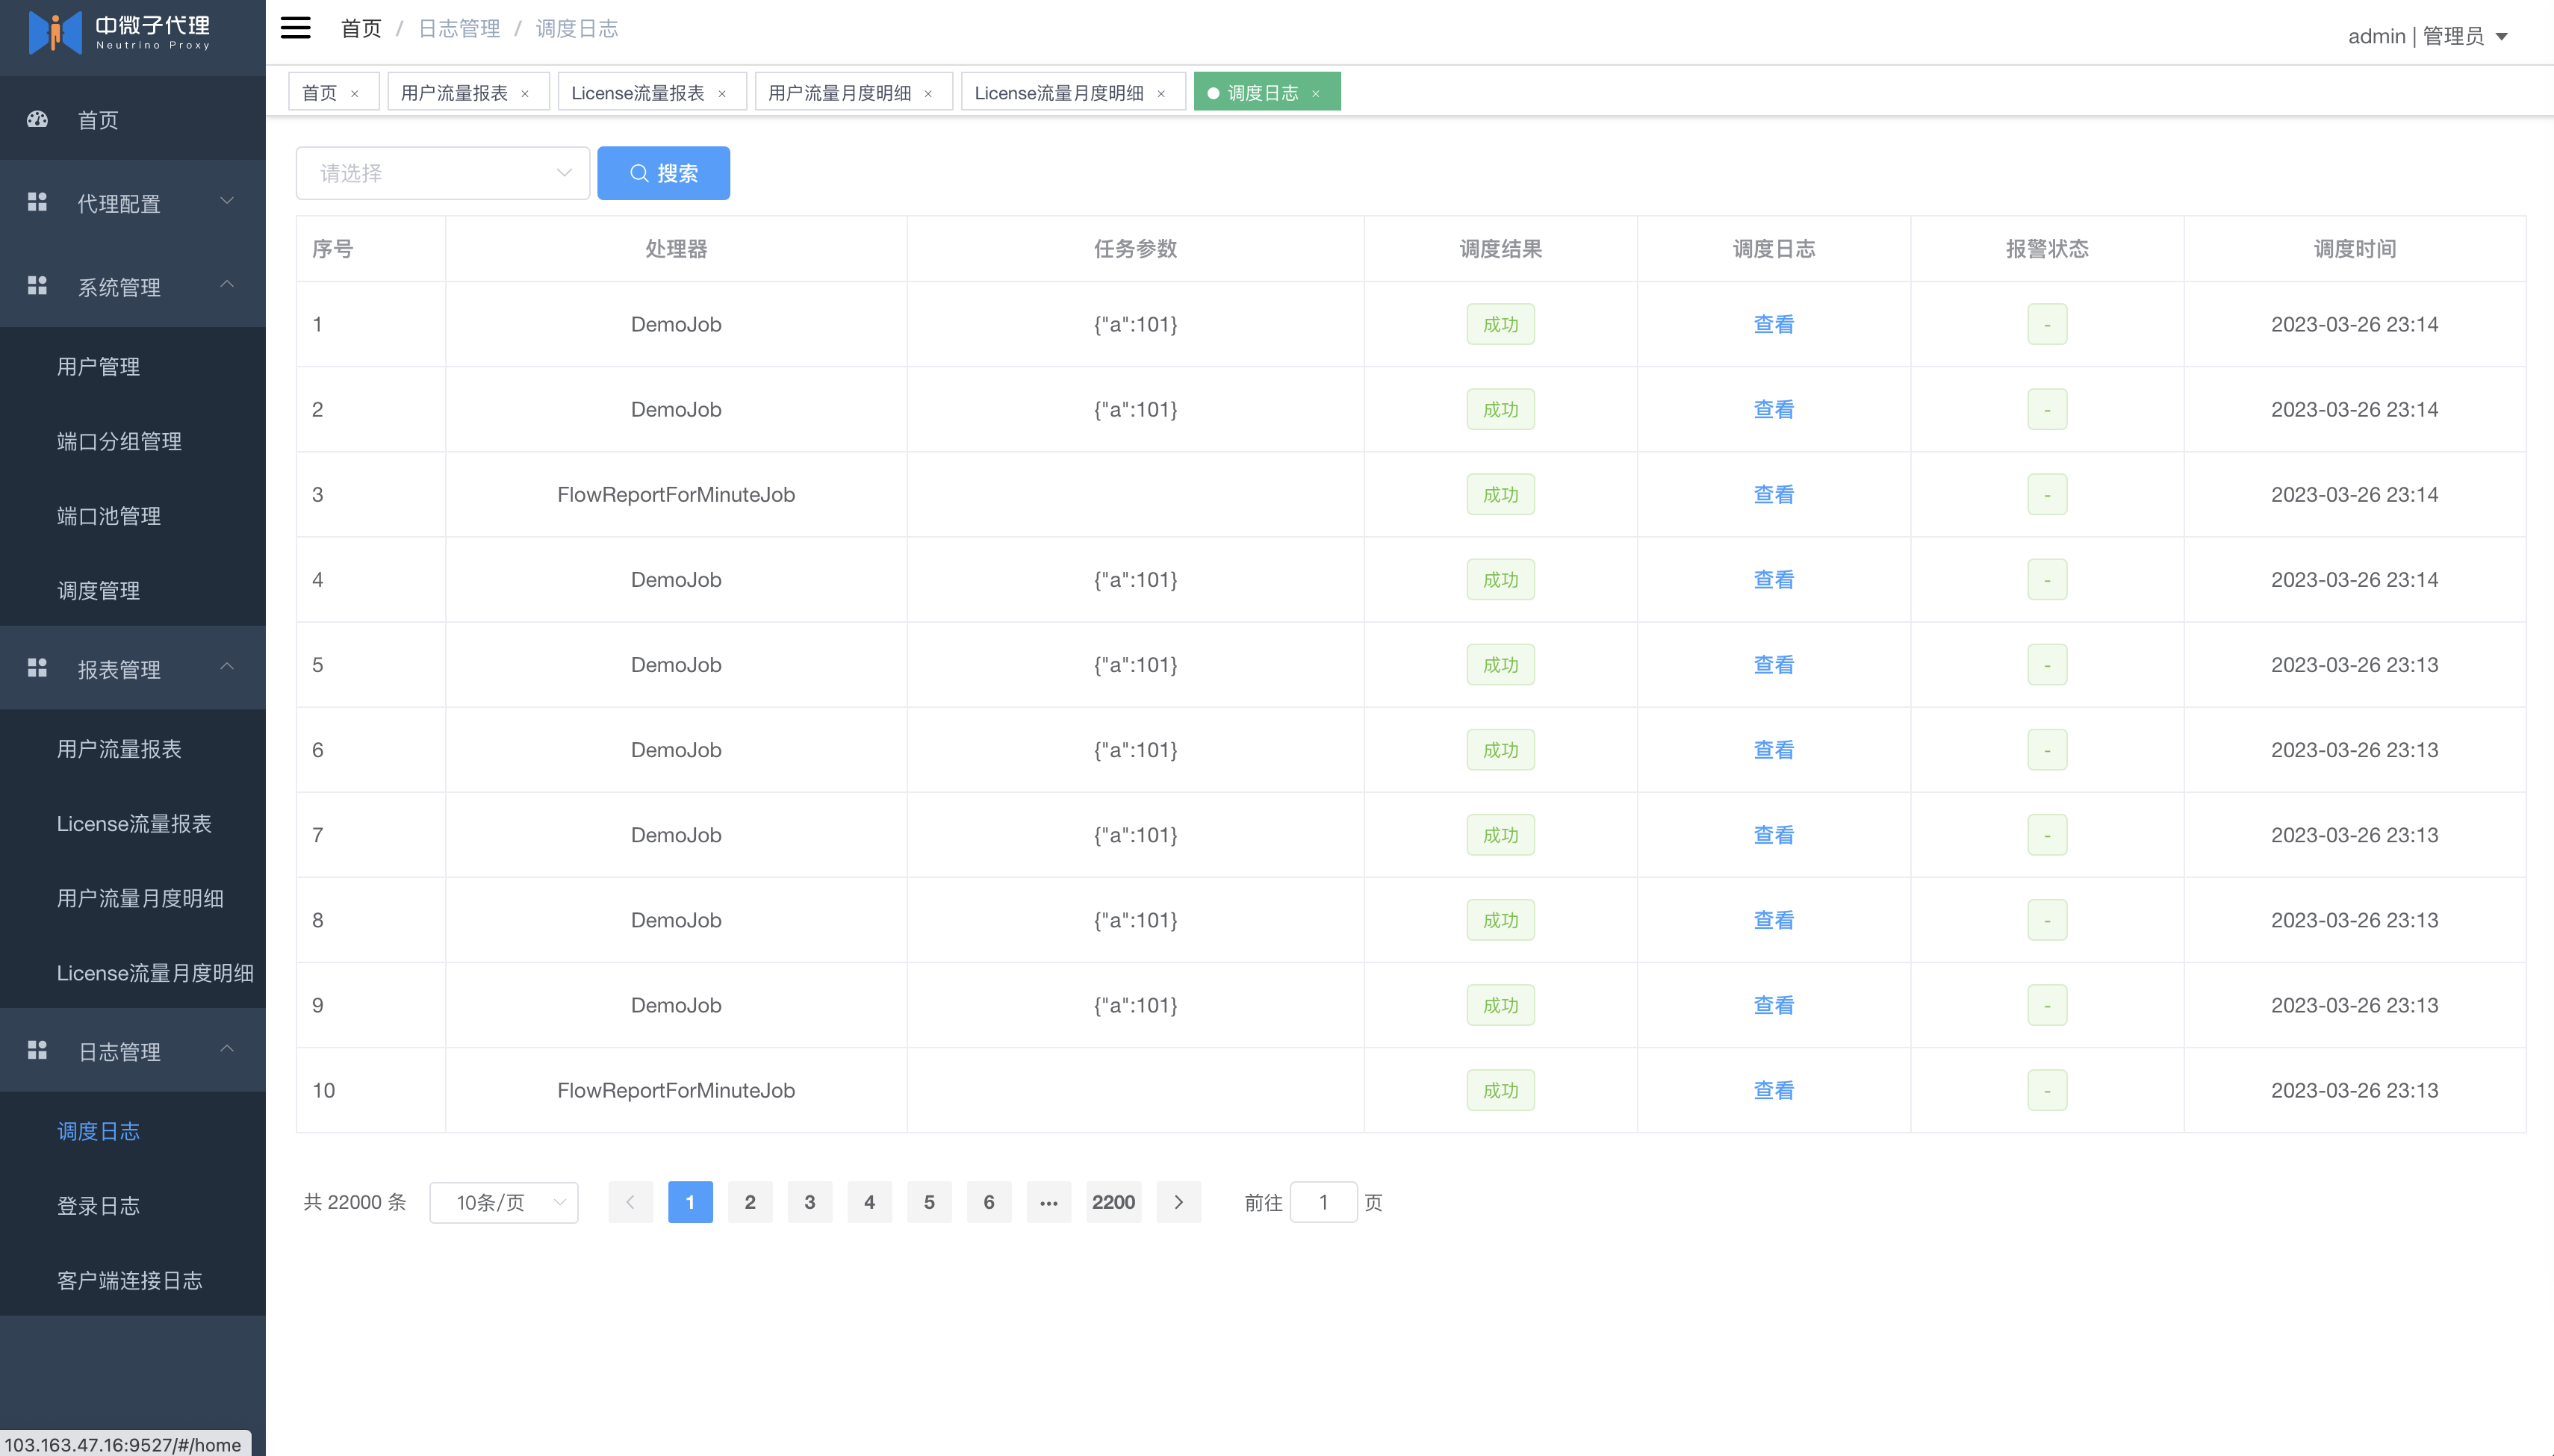 中微子代理
Neutrino Proxy
首页
代理配置
系统管理
用户管理
端口分组管理
端口池管理
调度管理
报表管理
用户流量报表
License流量报表
用户流量月度明细
License流量月度明细
日志管理
调度日志
登录日志
客户端连接日志
103.163.47.16:9527/#/home
首页 / 日志管理 / 调度日志
admin | 管理员
首页 × 用户流量报表 × License流量报表 × 用户流量月度明细 × License流量月度明细 × 调度日志 ×
请选择 搜索
序号 处理器 任务参数 调度结果 调度日志 报警状态 调度时间
1 DemoJob {"a":101} 成功 查看 - 2023-03-26 23:14
2 DemoJob {"a":101} 成功 查看 - 2023-03-26 23:14
3 FlowReportForMinuteJob 成功 查看 - 2023-03-26 23:14
4 DemoJob {"a":101} 成功 查看 - 2023-03-26 23:14
5 DemoJob {"a":101} 成功 查看 - 2023-03-26 23:13
6 DemoJob {"a":101} 成功 查看 - 2023-03-26 23:13
7 DemoJob {"a":101} 成功 查看 - 2023-03-26 23:13
8 DemoJob {"a":101} 成功 查看 - 2023-03-26 23:13
9 DemoJob {"a":101} 成功 查看 - 2023-03-26 23:13
10 FlowReportForMinuteJob 成功 查看 - 2023-03-26 23:13
共 22000 条 10条/页 1 2 3 4 5 6 ... 2200 前往 1 页